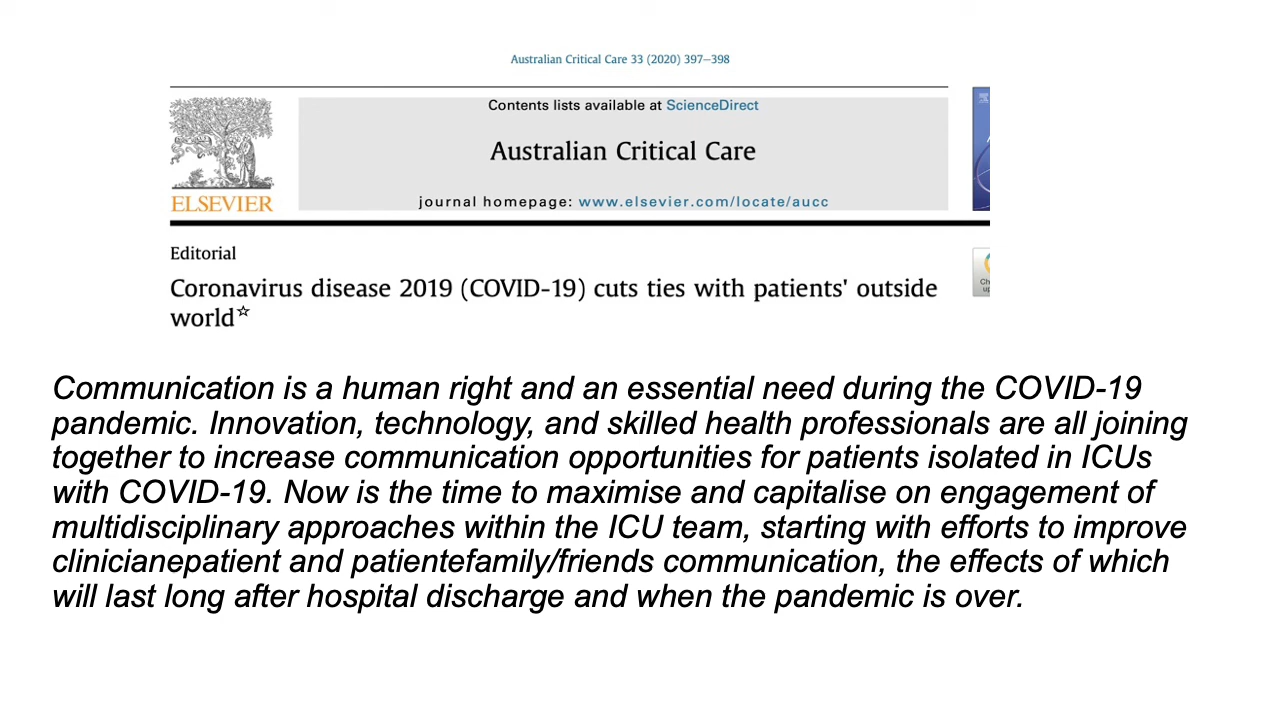 Australian Critical Care 33 (2020) 397–398
Contents lists available at ScienceDirect
Australian Critical Care
journal homepage: www.elsevier.com/locate/aucc
ELSEVIER
Editorial
Coronavirus disease 2019 (COVID-19) cuts ties with patients' outside
world☆
Communication is a human right and an essential need during the COVID-19
pandemic. Innovation, technology, and skilled health professionals are all joining
together to increase communication opportunities for patients isolated in ICUs
with COVID-19. Now is the time to maximise and capitalise on engagement of
multidisciplinary approaches within the ICU team, starting with efforts to improve
clinicianepatient and patientefamily/friends communication, the effects of which
will last long after hospital discharge and when the pandemic is over.